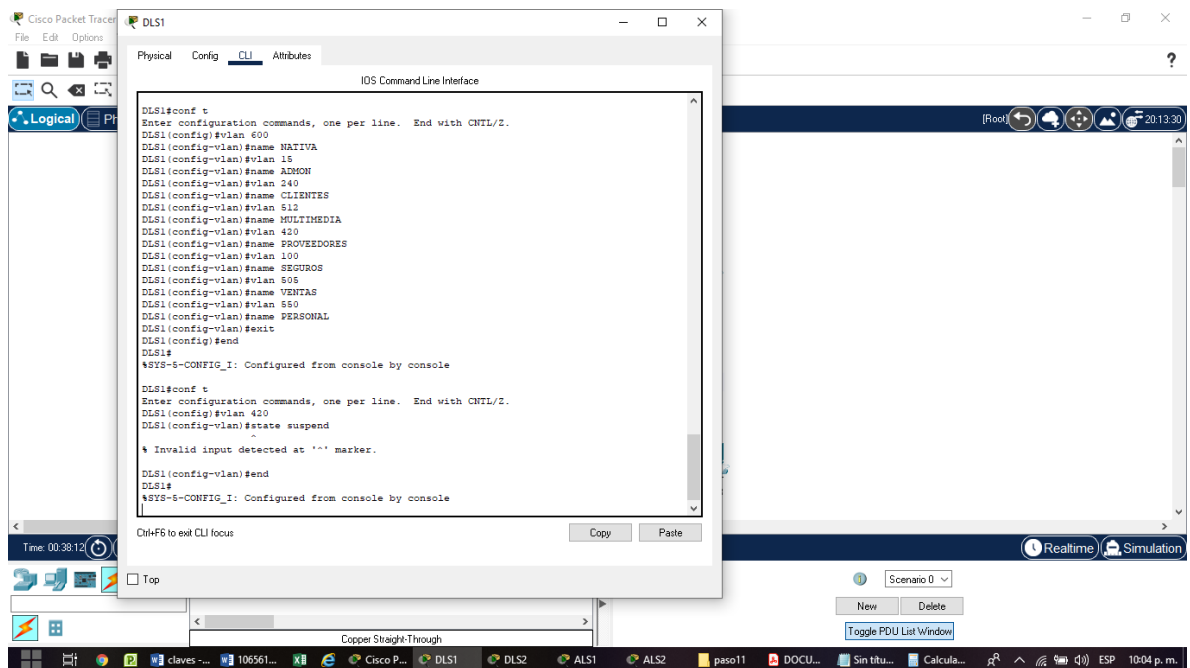 Cisco Packet Tracer
File Edit Options
DLS1
Physical Config CLI Attributes
IOS Command Line Interface
?
Logical
Ph
[Root]
20:13:30
DLS1#conf t
Enter configuration commands, one per line. End with CNTL/Z.
DLS1(config)#vlan 600
DLS1(config-vlan)#name NATIVA
DLS1(config-vlan)#vlan 15
DLS1(config-vlan)#name ADMON
DLS1(config-vlan)#vlan 240
DLS1(config-vlan)#name CLIENTES
DLS1(config-vlan)#vlan 512
DLS1(config-vlan)#name MULTIMEDIA
DLS1(config-vlan)#vlan 420
DLS1(config-vlan)#name PROVEEDORES
DLS1(config-vlan)#vlan 100
DLS1(config-vlan)#name SEGUROS
DLS1(config-vlan)#vlan 505
DLS1(config-vlan)#name VENTAS
DLS1(config-vlan)#vlan 550
DLS1(config-vlan)#name PERSONAL
DLS1(config-vlan)#exit
DLS1(config)#end
DLS1#
%SYS-5-CONFIG_I: Configured from console by console
DLS1#conf t
Enter configuration commands, one per line. End with CNTL/Z.
DLS1(config)#vlan 420
DLS1(config-vlan)#state suspend
^
% Invalid input detected at '^' marker.
DLS1(config-vlan)#end
DLS1#
%SYS-5-CONFIG_I: Configured from console by console
Ctrl+F6 to exit CLI focus
Copy Paste
Time: 00:38:12
Realtime Simulation
Top
Scenario 0
New Delete
Toggle PDU List Window
Copper Straight-Through
claves -... 106561... Cisco P... DLS1 DLS2 ALS1 ALS2 paso11 DOCU... Sin títu... Calcula... ESP 10:04 p. m.